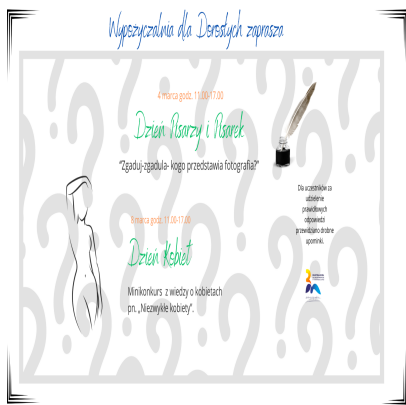 Wypożyczalnia dla Dorosłych zaprasza
4 marca godz. 11.00-17.00
Dzień Pisarzy i Pisarek
"Zgaduj-zgadula- kogo przedstawia fotografia?"
Dla uczestników za
udzielenie
prawidłowych
odpowiedzi
przewidziano drobne
upominki.
marca godz. 11.00-17.00
Dzień Kobiet
Minikonkurs z wiedzy o kobietach
pn. „Niezwykłe kobiety".